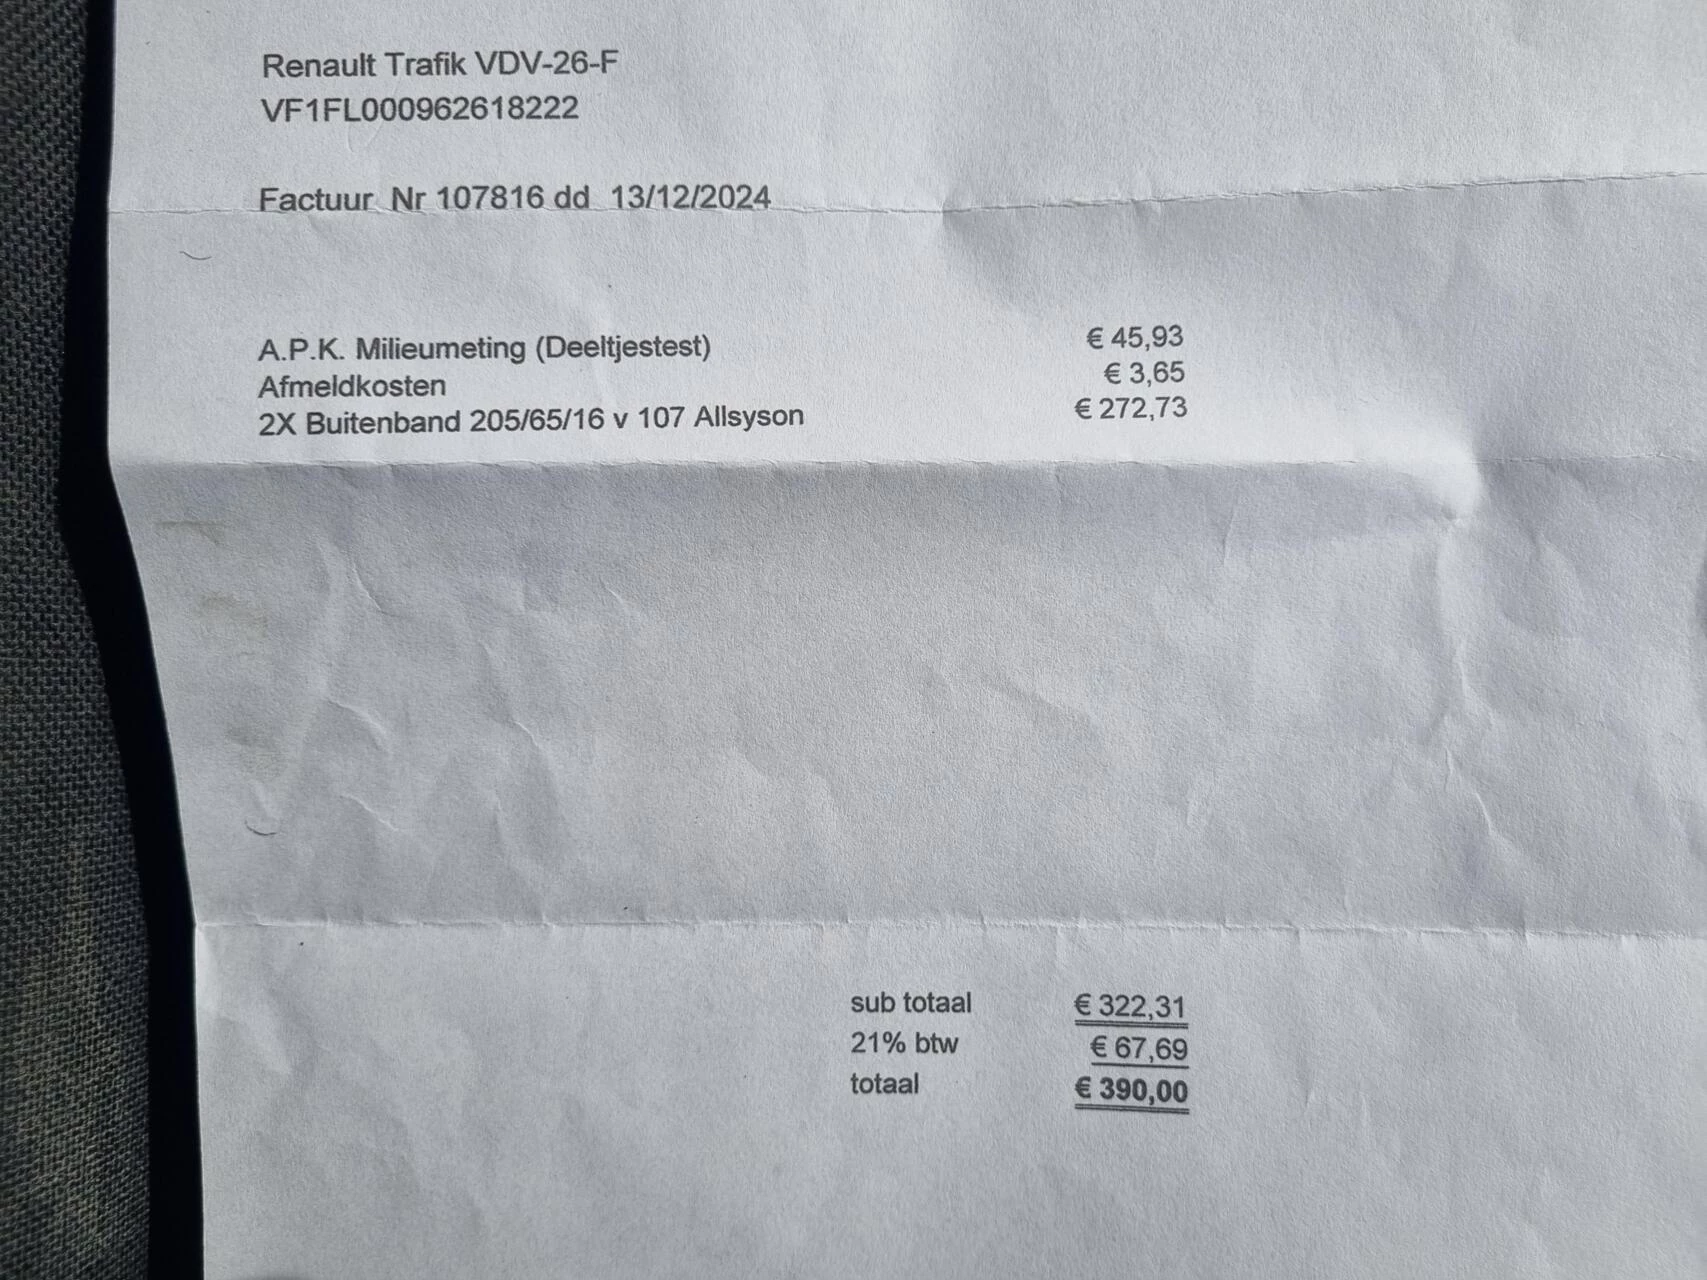 Renault Trafik VDV-26-F
VF1FL000962618222
Factuur Nr 107816 dd 13/12/2024
A.P.K. Milieumeting (Deeltjestest) € 45,93
Afmeldkosten € 3,65
2X Buitenband 205/65/16 v 107 Allsyson € 272,73
sub totaal € 322,31
21% btw € 67,69
totaal € 390,00